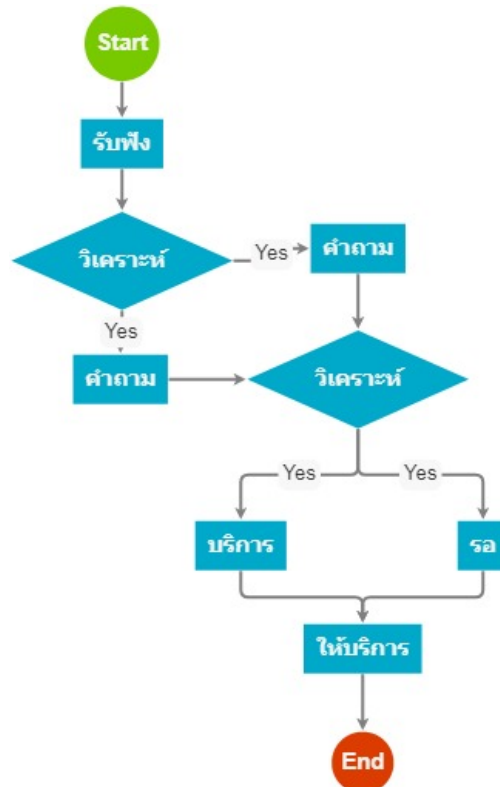 Start
รับฟัง
วิเคราะห์
Yes
คำถาม
Yes
คำถาม
วิเคราะห์
Yes
Yes
บริการ
รอ
ให้บริการ
End